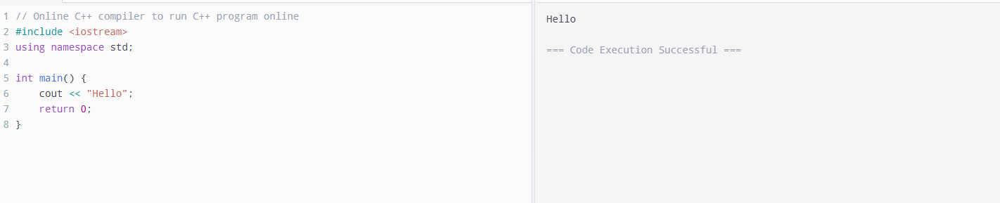 1 // Online C++ compiler to run C++ program online
2 #include <iostream>
3 using namespace std;
4
5 int main() {
6     cout << "Hello";
7     return 0;
8 }
Hello
=== Code Execution Successful ===